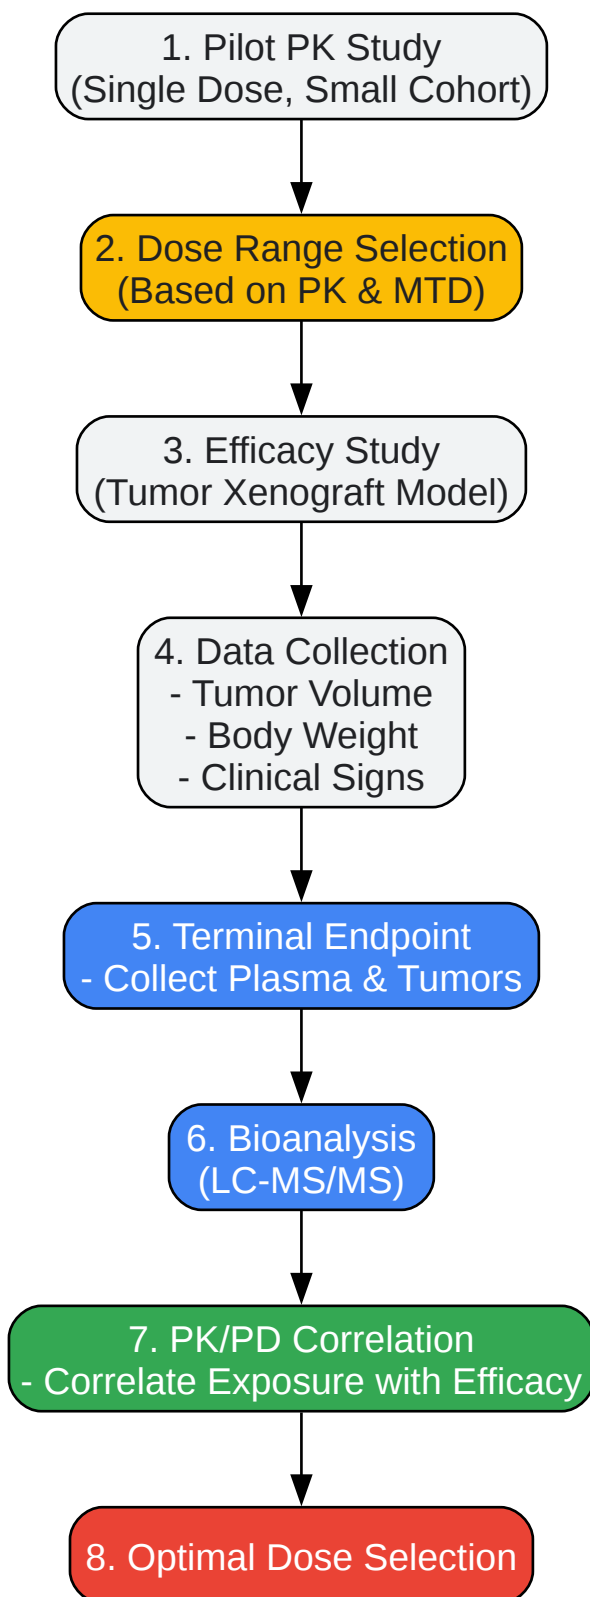 1. Pilot PK Study
(Single Dose, Small Cohort)
2. Dose Range Selection
(Based on PK & MTD)
3. Efficacy Study
(Tumor Xenograft Model)
4. Data Collection
- Tumor Volume
- Body Weight
- Clinical Signs
5. Terminal Endpoint
- Collect Plasma & Tumors
6. Bioanalysis
(LC-MS/MS)
7. PK/PD Correlation
- Correlate Exposure with Efficacy
8. Optimal Dose Selection